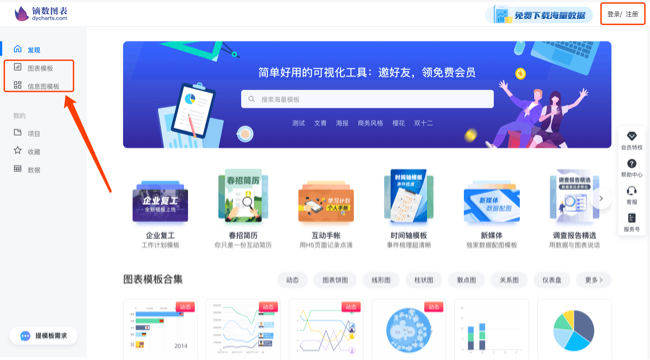 镝数图表
dycharts.com
免费下载海量数据
登录/ 注册
发现
图表模板
信息图模板
我的
项目
收藏
数据
提模板需求
简单好用的可视化工具：邀好友，领免费会员
搜索海量模板
测试 文青 海报 商务风格 樱花 双十二
会员特权
帮助中心
客服
服务号
企业复工
全新模板上线
春招简历
学习计划
个人手帐
时间轴模板
事件梳理
新媒体
数据配图
调查报告精选
企业复工
工作计划模板
春招简历
你只差一份互动简历
互动手帐
用H5页面记录点滴
时间轴模板
事件梳理超清晰
新媒体
独家数据配图模板
调查报告精选
用数据与图表说话
图表模板合集
动态 图表饼图 线形图 柱状图 散点图 关系图 仪表盘 更多 >
动态
动态
动态
动态
2014